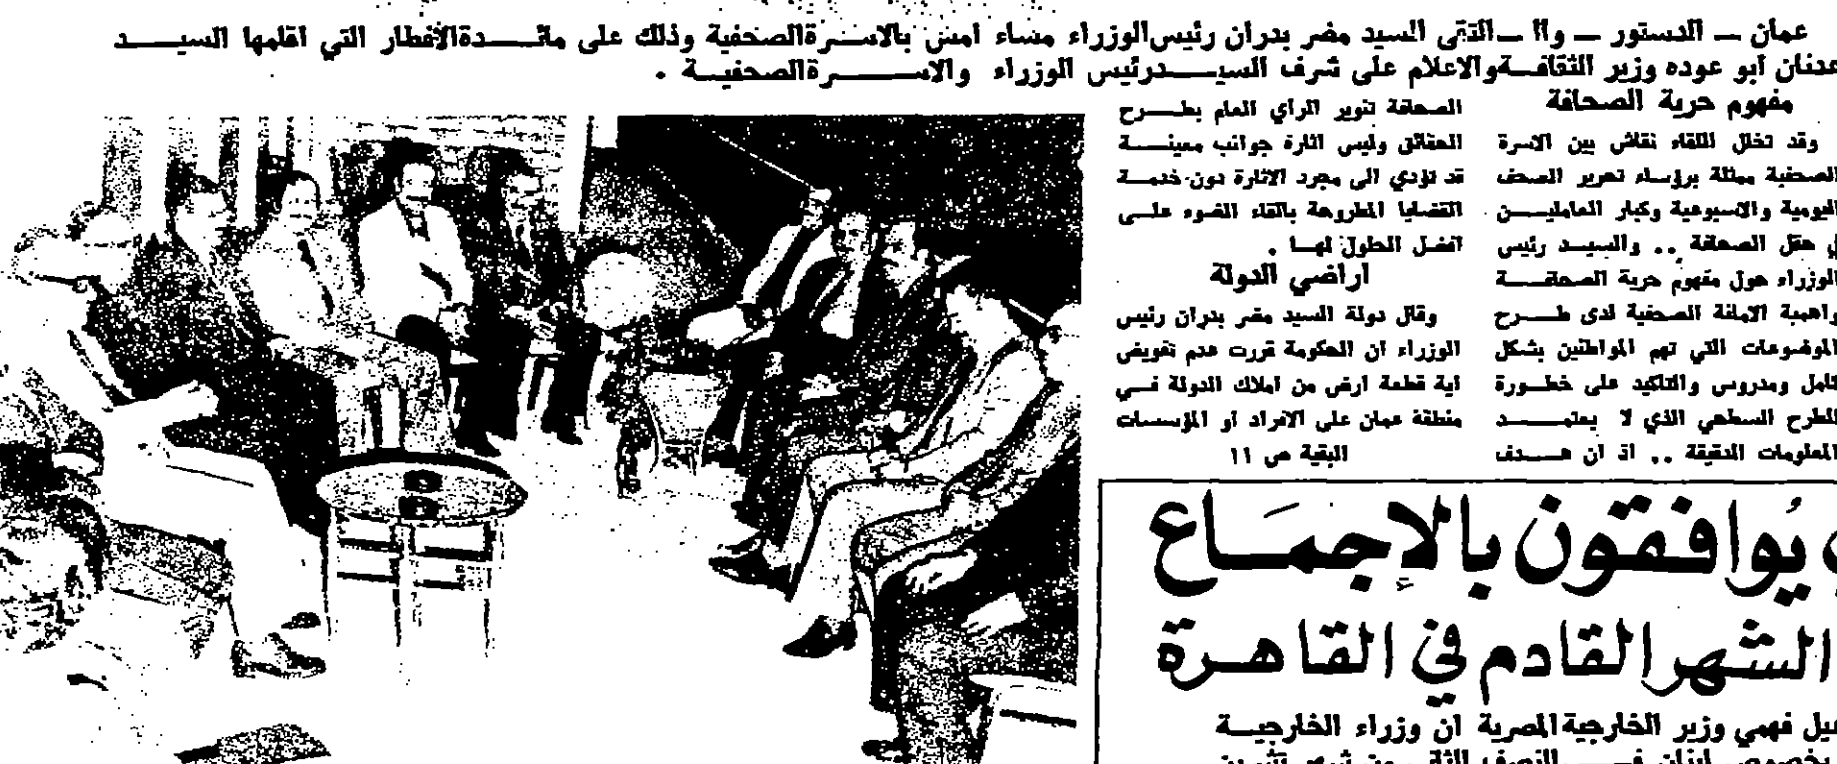 عمان – الدستور – واا – التقى السيد مضر بدران رئيس الوزراء مساء امس بالاسرة الصحفية وذلك على مائدة الافطار التي اقامها السيد
عدنان ابو عوده وزير الثقافة والاعلام على شرف السيد رئيس الوزراء والاسرة الصحفية .
مفهوم حرية الصحافة
وقد تخلل اللقاء نقاش بين الاسرة
الصحفية ممثلة برؤساء تحرير الصحف
اليومية والاسبوعية وكبار العاملين
في حقل الصحافة .. والسيد رئيس
الوزراء حول مفهوم حرية الصحافة
واهمية الامانة الصحفية لدى طرح
الموضوعات التي تهم المواطنين بشكل
كامل ومدروس والتاكيد على خطورة
الطرح السطحي الذي لا يعتمد
المعلومات الدقيقة .. اذ ان هدف
الصحافة تنوير الراي العام بطرح
الحقائق وليس اثارة جوانب معينة
قد تؤدي الى مجرد الاثارة دون خدمة
القضايا المطروحة بالقاء الضوء على
افضل الحلول لها .
اراضي الدولة
وقال دولة السيد مضر بدران رئيس
الوزراء ان الحكومة قررت عدم تفويض
اية قطعة ارض من املاك الدولة في
منطقة عمان على الافراد او المؤسسات
البقية ص ١١
يُوافقون بالإجمَاع
الشهر القادم في القاهرة
فهمي وزير الخارجية المصرية ان وزراء الخارجية
لبنان في النصف